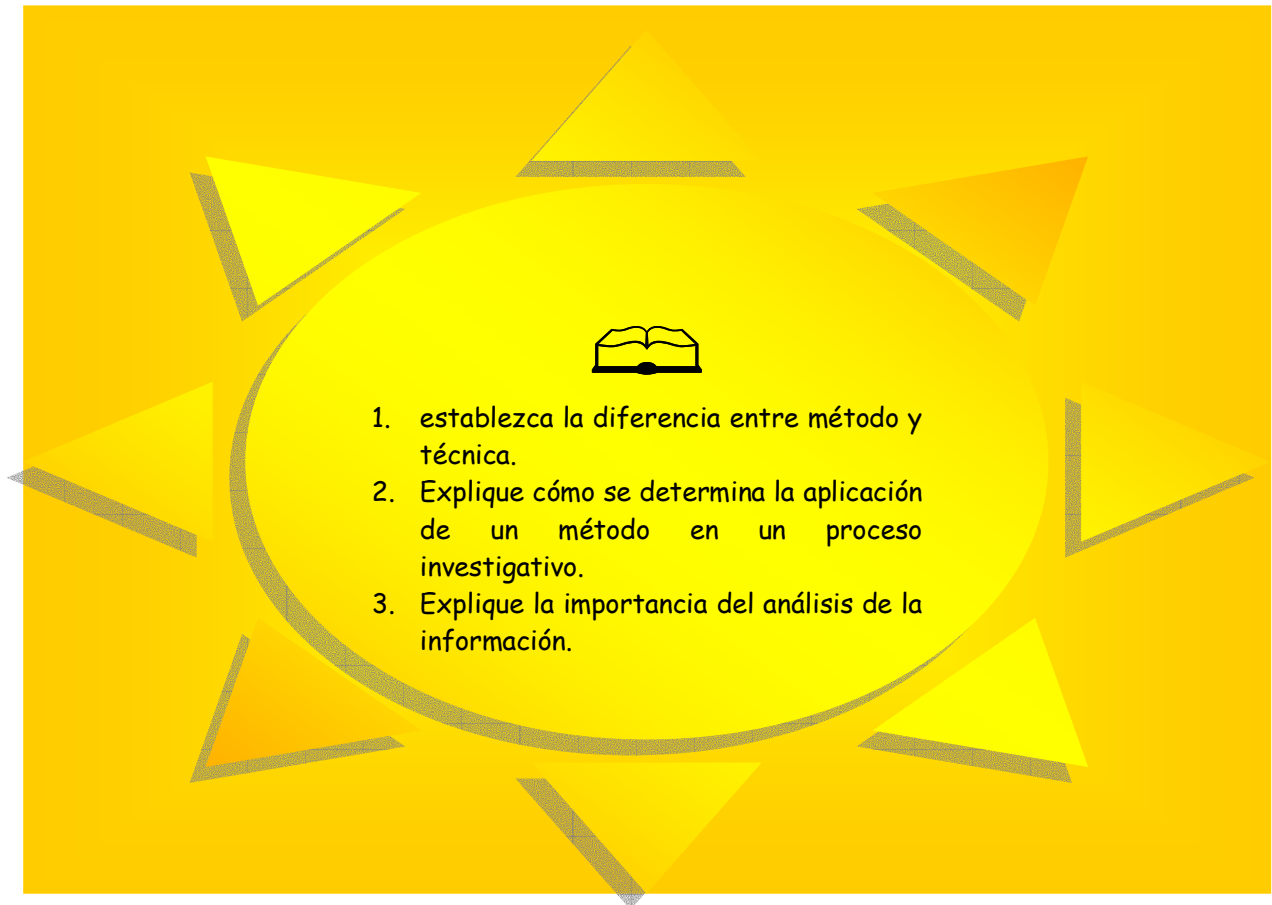 1. establezca la diferencia entre método y
técnica.
2. Explique cómo se determina la aplicación
de un método en un proceso
investigativo.
3. Explique la importancia del análisis de la
información.